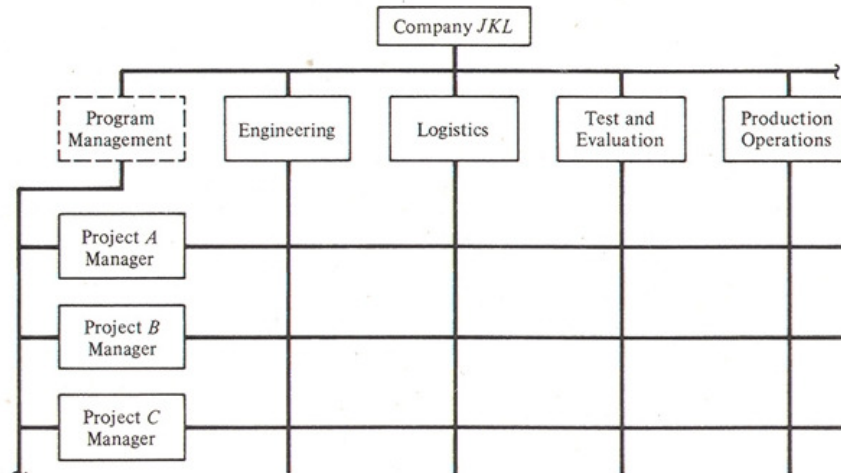 Company JKL
Program
Management
Engineering
Logistics
Test and
Evaluation
Production
Operations
Project A
Manager
Project B
Manager
Project C
Manager